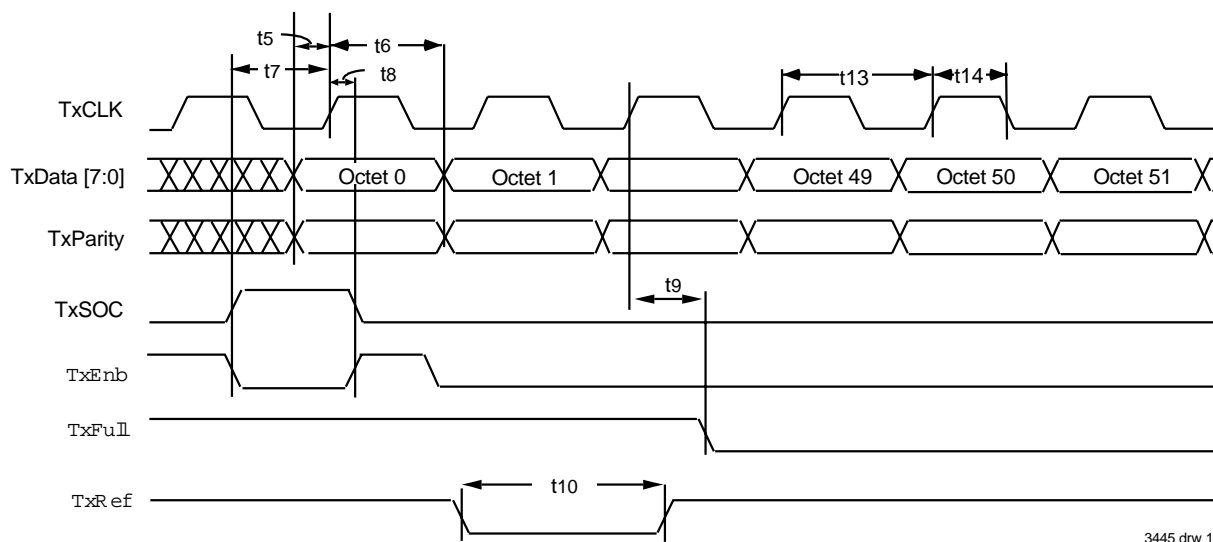 t5
t6
t7
t8
t13
t14
TxCLK
TxData [7:0]
Octet 0
Octet 1
Octet 49
Octet 50
Octet 51
TxParity
t9
TxSOC
TxEnb
TxFull
t10
TxRef
3445 drw 1